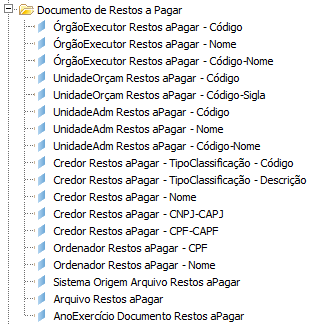 Documento de Restos a Pagar
ÓrgãoExecutor Restos aPagar - Código
ÓrgãoExecutor Restos aPagar - Nome
ÓrgãoExecutor Restos aPagar - Código-Nome
UnidadeOrçam Restos aPagar - Código
UnidadeOrçam Restos aPagar - Código-Sigla
UnidadeAdm Restos aPagar - Código
UnidadeAdm Restos aPagar - Nome
UnidadeAdm Restos aPagar - Código-Nome
Credor Restos aPagar - TipoClassificação - Código
Credor Restos aPagar - TipoClassificação - Descrição
Credor Restos aPagar - Nome
Credor Restos aPagar - CNPJ-CAPJ
Credor Restos aPagar - CPF-CAPF
Ordenador Restos aPagar - CPF
Ordenador Restos aPagar - Nome
Sistema Origem Arquivo Restos aPagar
Arquivo Restos aPagar
AnoExercício Documento Restos aPagar